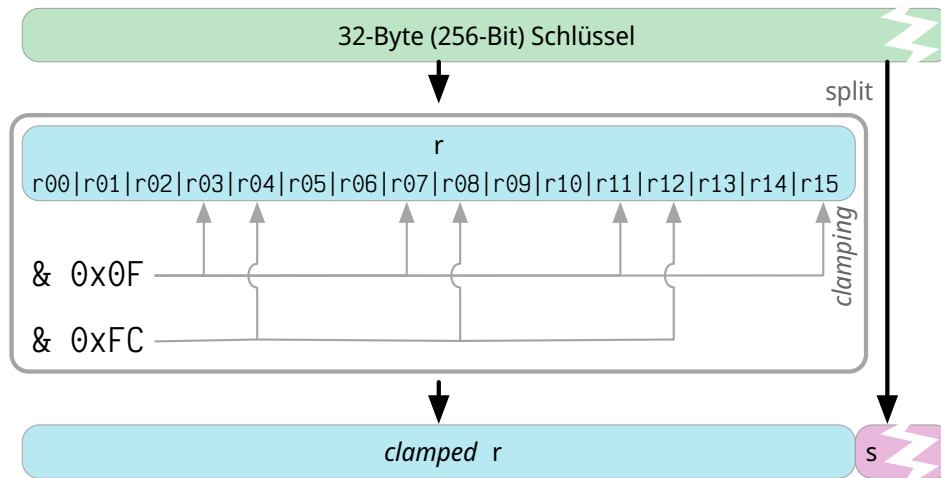 32-Byte (256-Bit) Schlüssel
split
r
r00|r01|r02|r03|r04|r05|r06|r07|r08|r09|r10|r11|r12|r13|r14|r15
clamping
& 0x0F
& 0xFC
clamped r
s